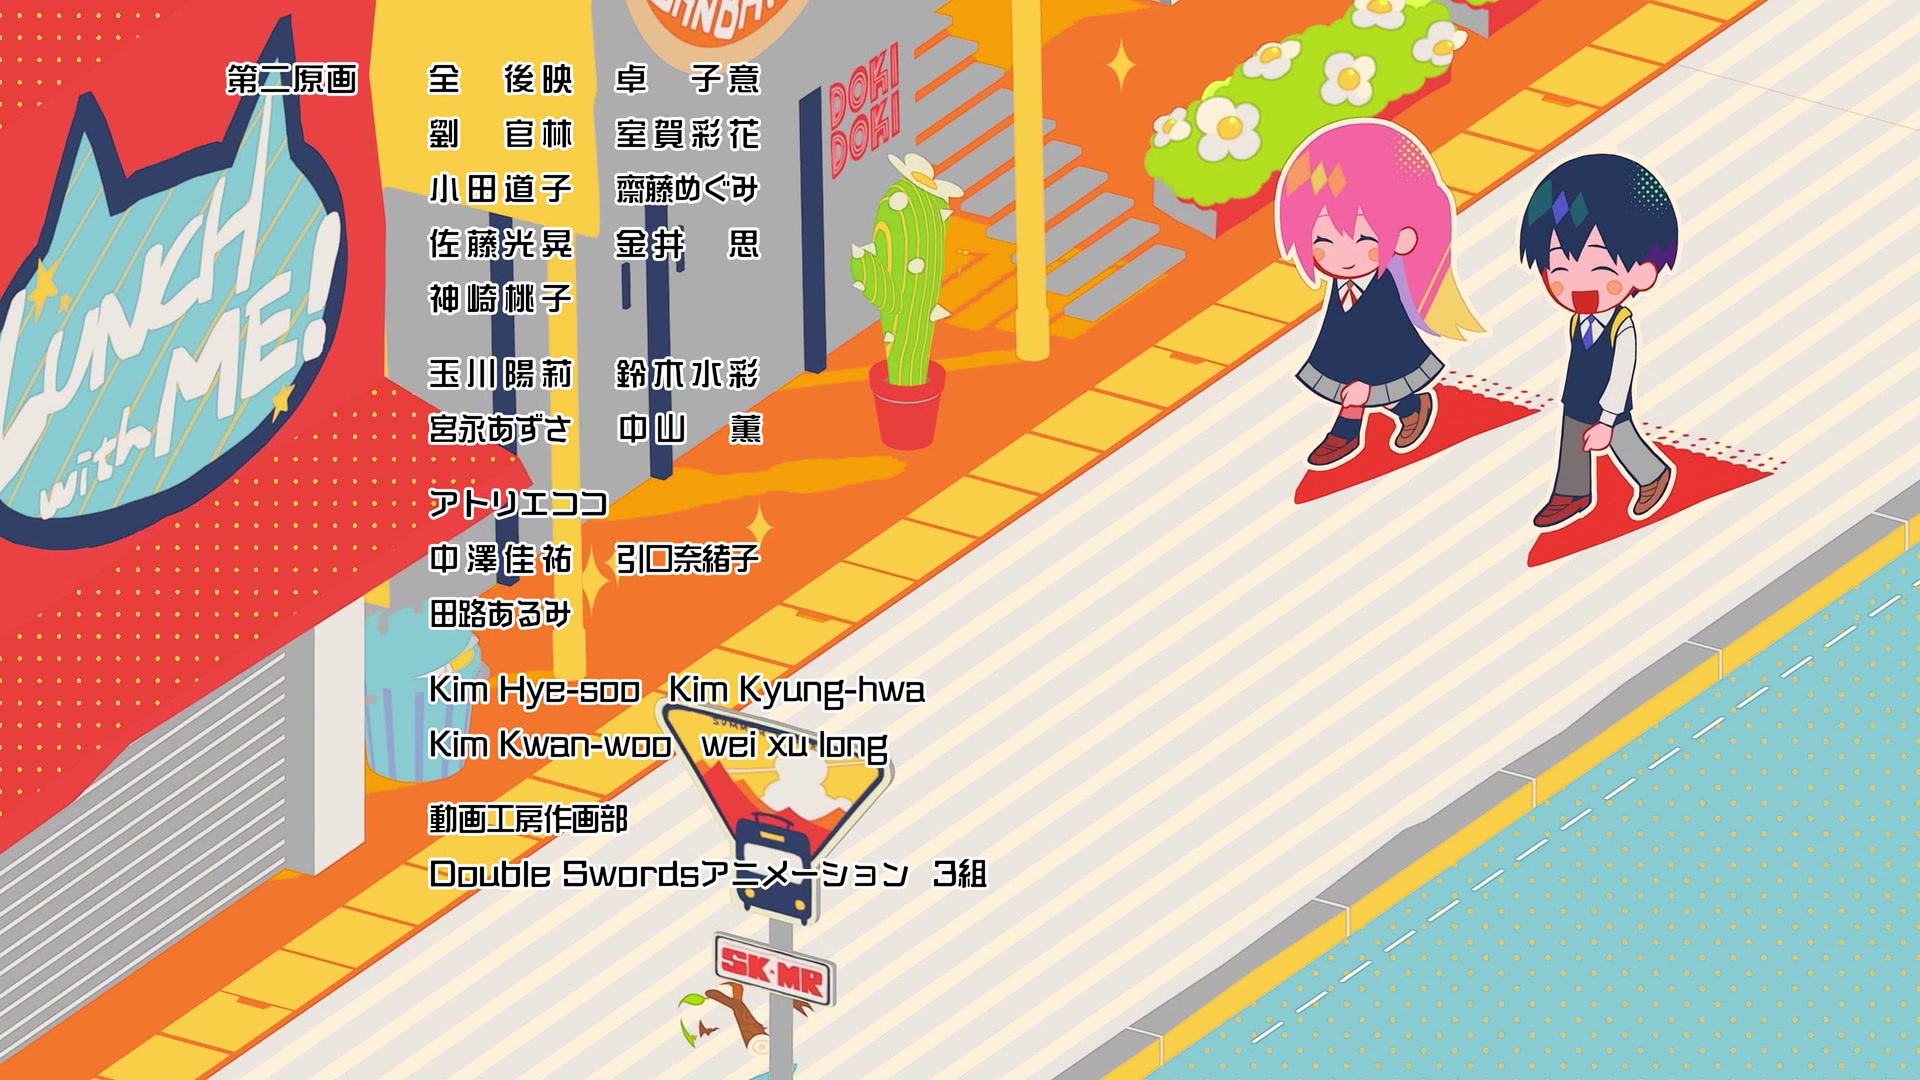 GANBA
DOKI
DOKI
LUNCH
with ME!
第二原画 全　後映 卓　子意
劉　官林 室賀彩花
小田道子 齋藤めぐみ
佐藤光晃 金井　思
神崎桃子
玉川陽莉 鈴木水彩
宮永あずさ 中山　薫
アトリエココ
中澤佳祐 引口奈緒子
田路あるみ
Kim Hye-soo Kim Kyung-hwa
Kim Kwan-woo wei xu long
動画工房作画部
Double Swordsアニメーション 3組
SK·MR